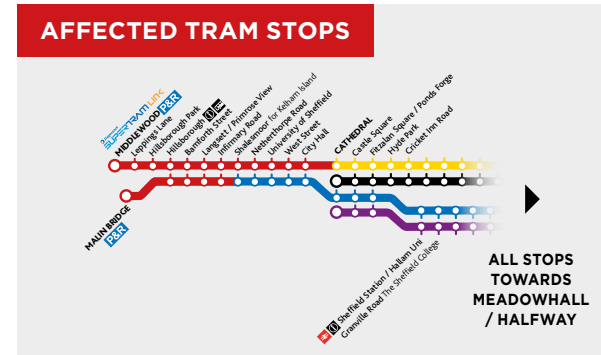 AFFECTED TRAM STOPS
SUPERTRAM LINK
MIDDLEWOOD P&R
Leppings Lane
Hillsborough Park
Hillsborough
Bamforth Street
Langsett / Primrose View
Infirmary Road
Shalesmoor for Kelham Island
Netherthorpe Road
University of Sheffield
West Street
City Hall
CATHEDRAL
Castle Square
Fitzalan Square / Ponds Forge
Hyde Park
Cricket Inn Road
MALIN BRIDGE
P&R
Sheffield Station / Hallam Uni
Granville Road The Sheffield College
ALL STOPS
TOWARDS
MEADOWHALL
/ HALFWAY